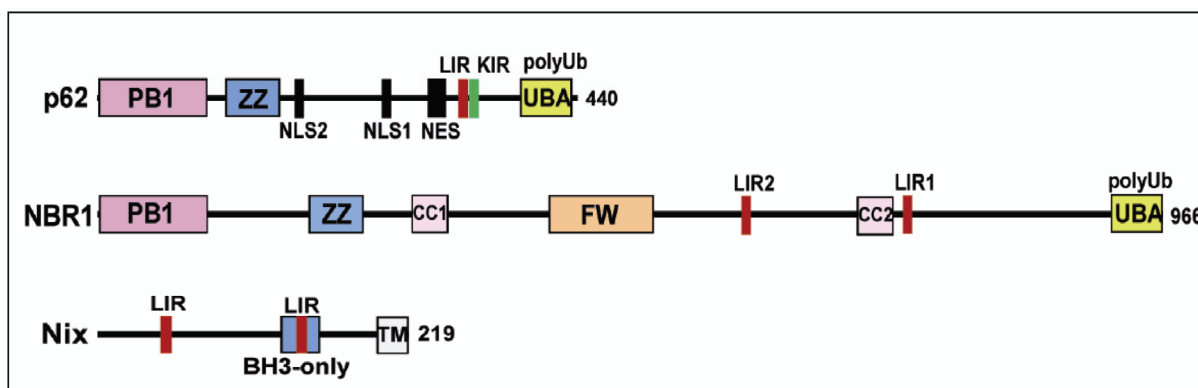 LIR KIR polyUb
p62 PB1 ZZ UBA 440
NLS2 NLS1 NES
LIR2 LIR1 polyUb
NBR1 PB1 ZZ CC1 FW CC2 UBA 966
LIR LIR
Nix TM 219
BH3-only